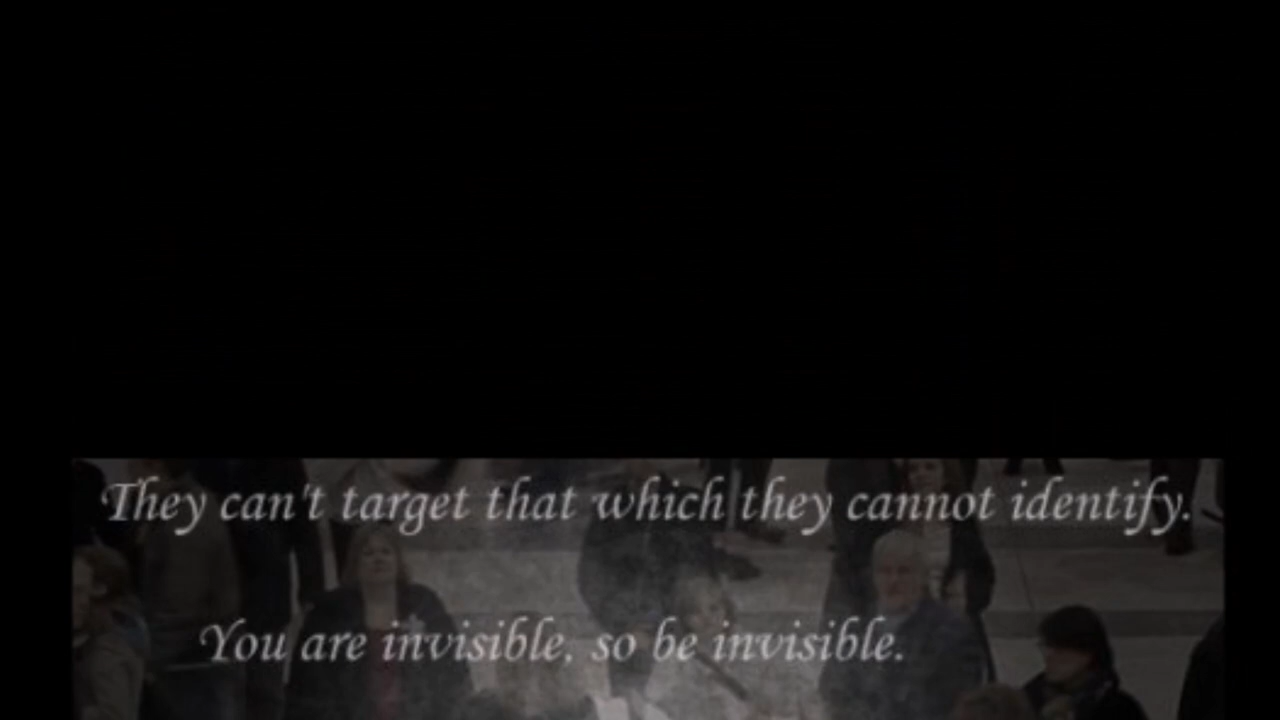 They can't target that which they cannot identify.
You are invisible, so be invisible.